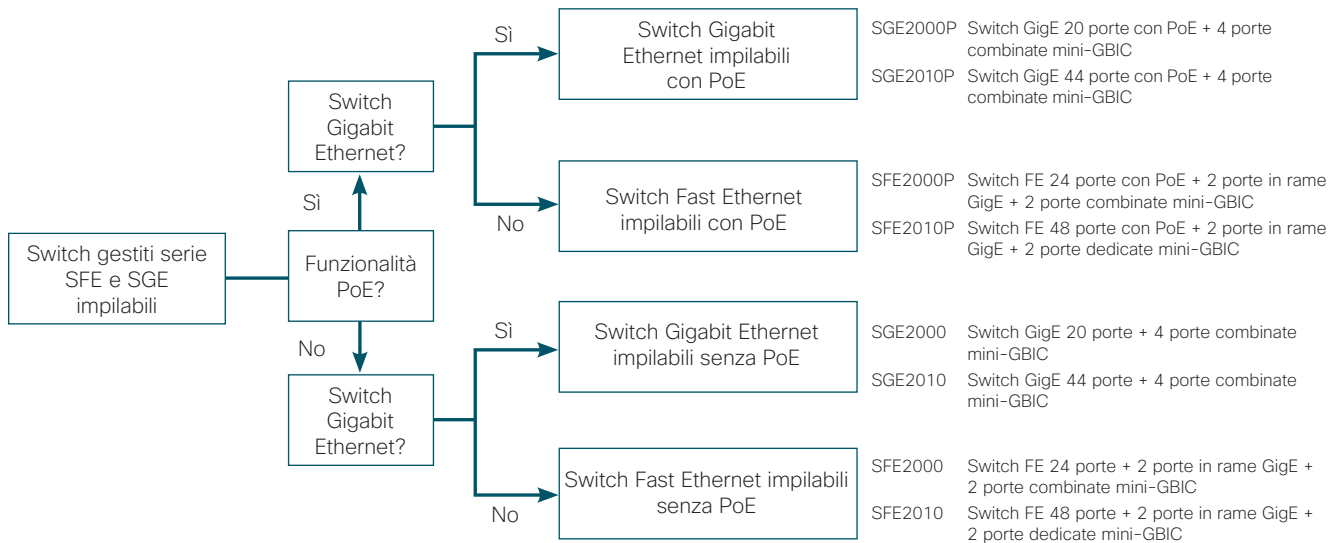 Switch gestiti serie
SFE e SGE
impilabili
Funzionalità
PoE?
Sì
Switch
Gigabit
Ethernet?
Sì
Switch Gigabit
Ethernet impilabili
con PoE
SGE2000P Switch GigE 20 porte con PoE + 4 porte
combinate mini-GBIC
SGE2010P Switch GigE 44 porte con PoE + 4 porte
combinate mini-GBIC
No
Switch Fast Ethernet
impilabili con PoE
SFE2000P Switch FE 24 porte con PoE + 2 porte in rame
GigE + 2 porte combinate mini-GBIC
SFE2010P Switch FE 48 porte con PoE + 2 porte in rame
GigE + 2 porte dedicate mini-GBIC
No
Switch
Gigabit
Ethernet?
Sì
Switch Gigabit Ethernet
impilabili senza PoE
SGE2000 Switch GigE 20 porte + 4 porte combinate
mini-GBIC
SGE2010 Switch GigE 44 porte + 4 porte combinate
mini-GBIC
No
Switch Fast Ethernet impilabili
senza PoE
SFE2000 Switch FE 24 porte + 2 porte in rame GigE +
2 porte combinate mini-GBIC
SFE2010 Switch FE 48 porte + 2 porte in rame GigE +
2 porte dedicate mini-GBIC